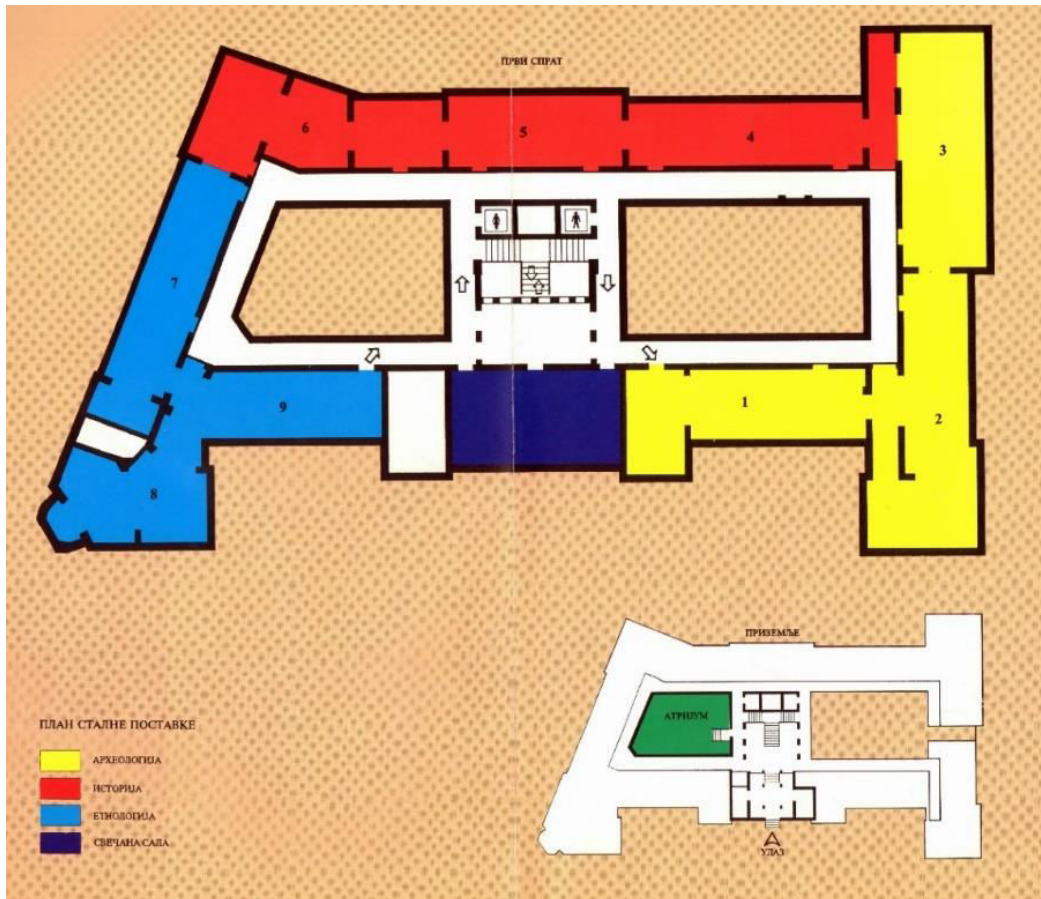 ПРВИ СПРАТ
6
5
4
3
7
9
1
2
8
ПРИЗЕМЉЕ
АТРИЈУМ
УЛАЗ
ПЛАН СТАЛНЕ ПОСТАВКЕ
АРХЕОЛОГИЈА
ИСТОРИЈА
ЕТНОЛОГИЈА
СВЕЧАНА САЛА